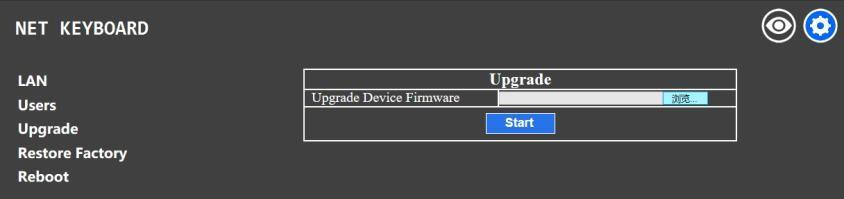 NET KEYBOARD
LAN
Users
Upgrade
Restore Factory
Reboot
Upgrade
Upgrade Device Firmware 浏览...
Start